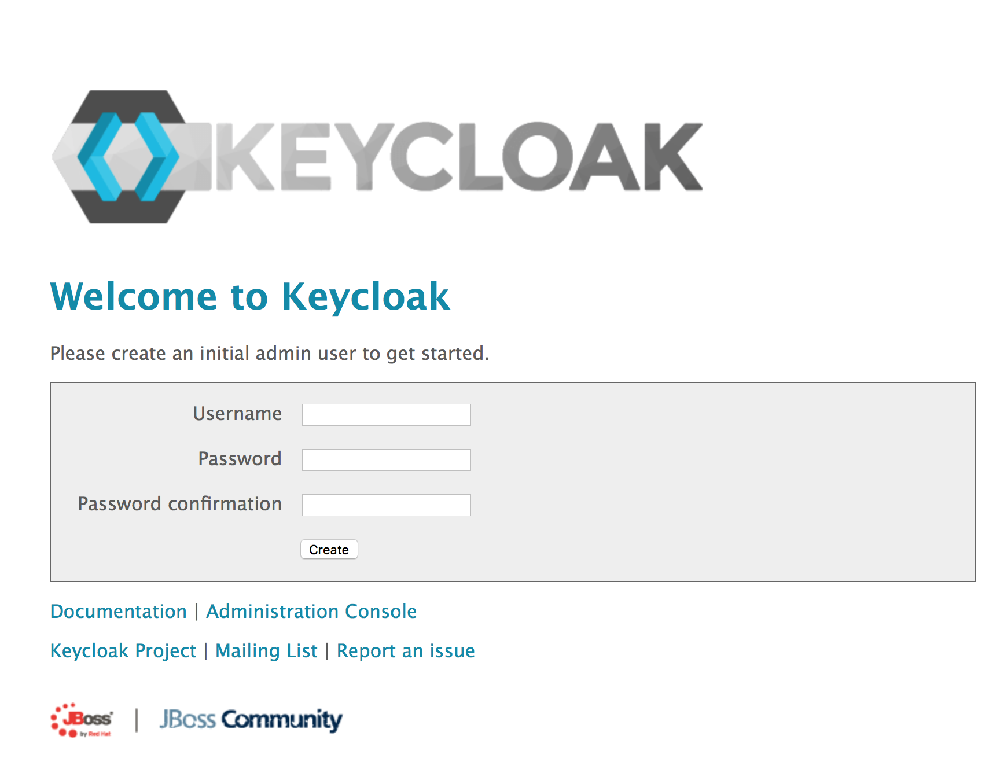 KEYCLOAK
Welcome to Keycloak
Please create an initial admin user to get started.
Username
Password
Password confirmation
Create
Documentation | Administration Console
Keycloak Project | Mailing List | Report an issue
JBoss by Red Hat | JBoss Community